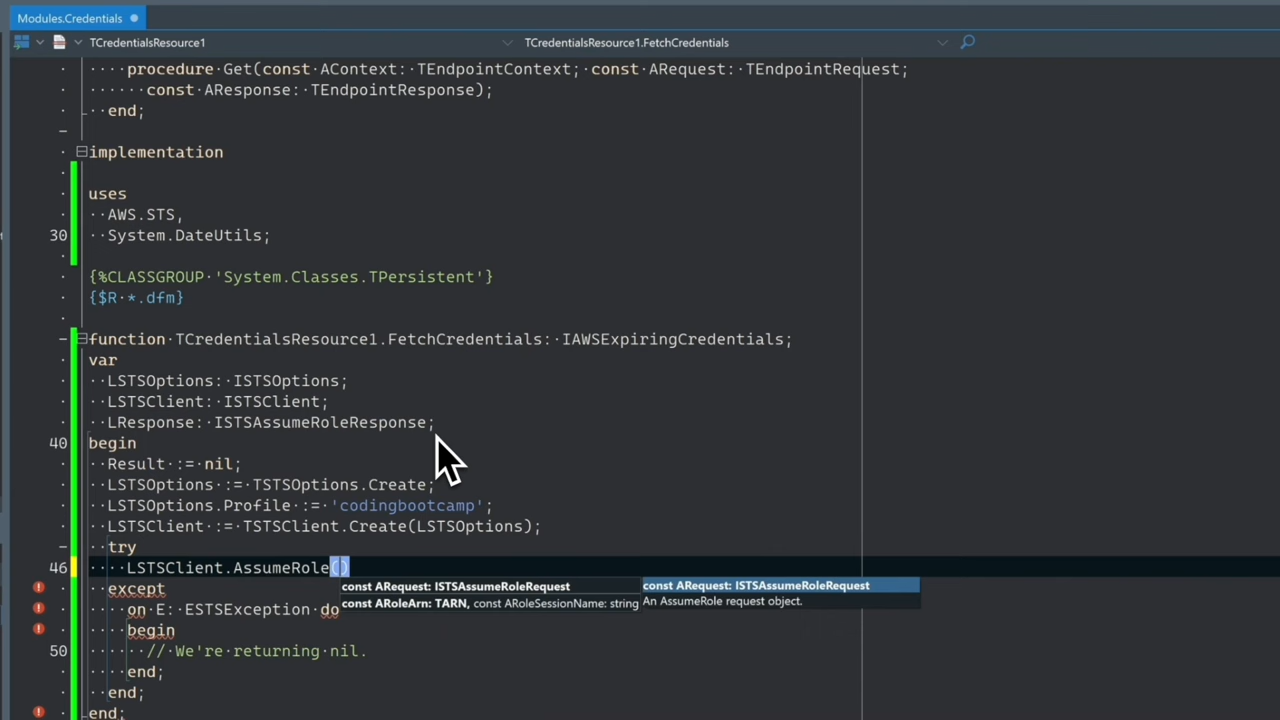 Modules.Credentials
TCredentialsResource1 TCredentialsResource1.FetchCredentials
procedure Get(const AContext: TEndpointContext; const ARequest: TEndpointRequest;
const AResponse: TEndpointResponse);
end;
implementation
uses
AWS.STS,
30 System.DateUtils;
{%CLASSGROUP 'System.Classes.TPersistent'}
{$R *.dfm}
function TCredentialsResource1.FetchCredentials: IAWSExpiringCredentials;
var
LSTSOptions: ISTSOptions;
LSTSClient: ISTSClient;
LResponse: ISTSAssumeRoleResponse;
40 begin
Result := nil;
LSTSOptions := TSTSOptions.Create;
LSTSOptions.Profile := 'codingbootcamp';
LSTSClient := TSTSClient.Create(LSTSOptions);
try
46 LSTSClient.AssumeRole()
except const ARequest: ISTSAssumeRoleRequest const ARequest: ISTSAssumeRoleRequest
const ARoleArn: TARN, const ARoleSessionName: string An AssumeRole request object.
on E: ESTSException do
begin
50 // We're returning nil.
end;
end;
end;